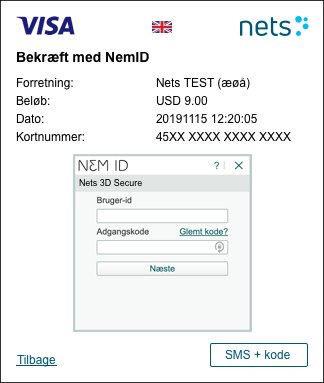 VISA
nets
Bekræft med NemID
Forretning: Nets TEST (æøå)
Beløb: USD 9.00
Dato: 20191115 12:20:05
Kortnummer: 45XX XXXX XXXX XXXX
NEM ID ? ×
Nets 3D Secure
Bruger-id
Adgangskode Glemt kode?
Næste
Tilbage SMS + kode